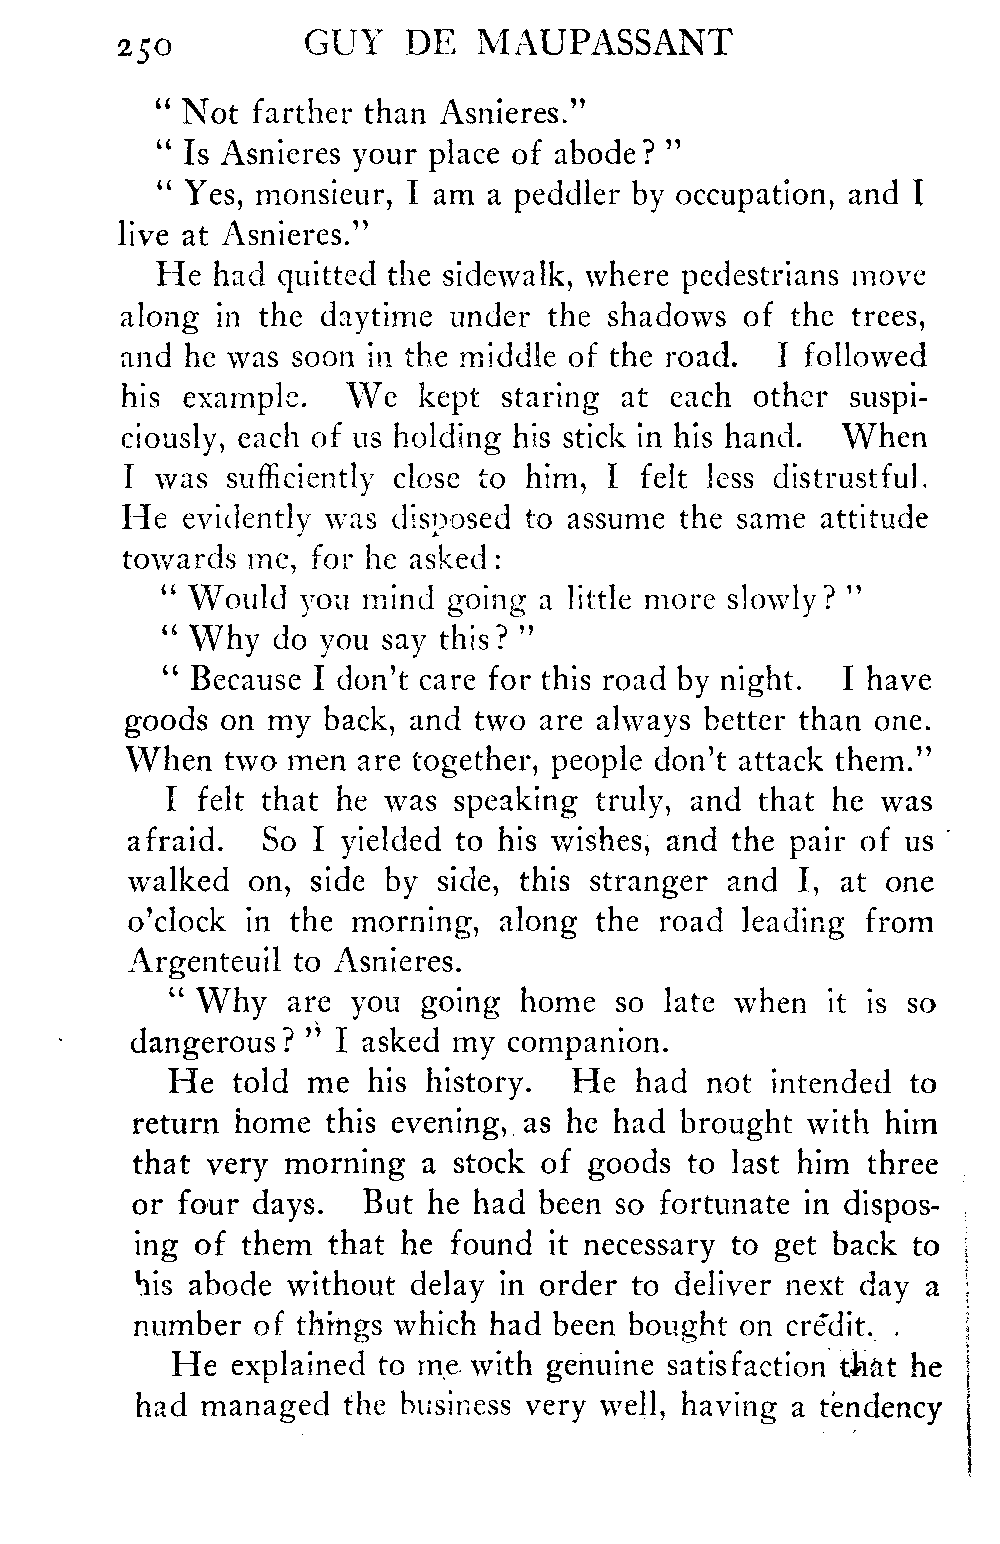 250 GUY DE MAUPASSANT
“ Not farther than Asnieres.”
“ Is Asnieres your place of abode? ”
“ Yes, monsieur, I am a peddler by occupation, and I
live at Asnieres.”
He had quitted the sidewalk, where pedestrians move
along in the daytime under the shadows of the trees,
and he was soon in the middle of the road. I followed
his example. We kept staring at each other suspi-
ciously, each of us holding his stick in his hand. When
I was sufficiently close to him, I felt less distrustful.
He evidently was disposed to assume the same attitude
towards me, for he asked:
“ Would you mind going a little more slowly? ”
“ Why do you say this? ”
“ Because I don’t care for this road by night. I have
goods on my back, and two are always better than one.
When two men are together, people don’t attack them.”
I felt that he was speaking truly, and that he was
afraid. So I yielded to his wishes, and the pair of us
walked on, side by side, this stranger and I, at one
o’clock in the morning, along the road leading from
Argenteuil to Asnieres.
“ Why are you going home so late when it is so
dangerous? ” I asked my companion.
He told me his history. He had not intended to
return home this evening, as he had brought with him
that very morning a stock of goods to last him three
or four days. But he had been so fortunate in dispos-
ing of them that he found it necessary to get back to
his abode without delay in order to deliver next day a
number of things which had been bought on credit.
He explained to me with genuine satisfaction that he
had managed the business very well, having a tendency